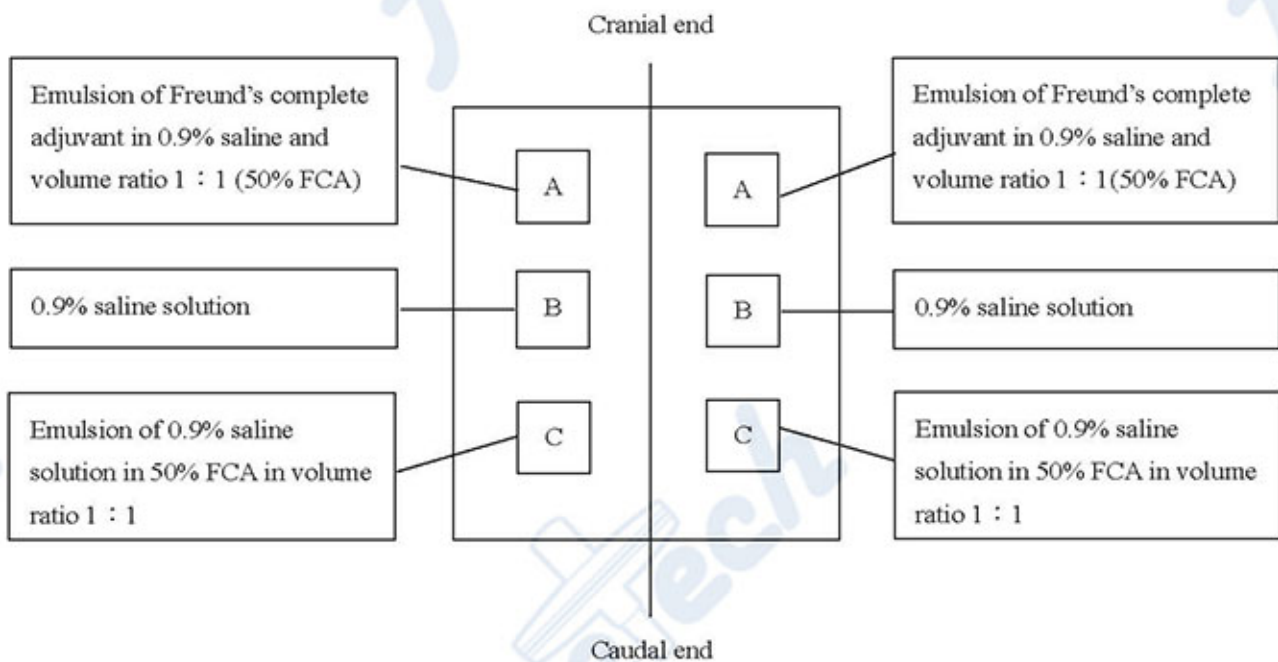 Cranial end
Emulsion of Freund's complete
adjuvant in 0.9% saline and
volume ratio 1：1 (50% FCA)
Emulsion of Freund's complete
adjuvant in 0.9% saline and
volume ratio 1：1(50% FCA)
A
A
0.9% saline solution
B
B
0.9% saline solution
Emulsion of 0.9% saline
solution in 50% FCA in volume
ratio 1：1
C
C
Emulsion of 0.9% saline
solution in 50% FCA in volume
ratio 1：1
Tech
Caudal end